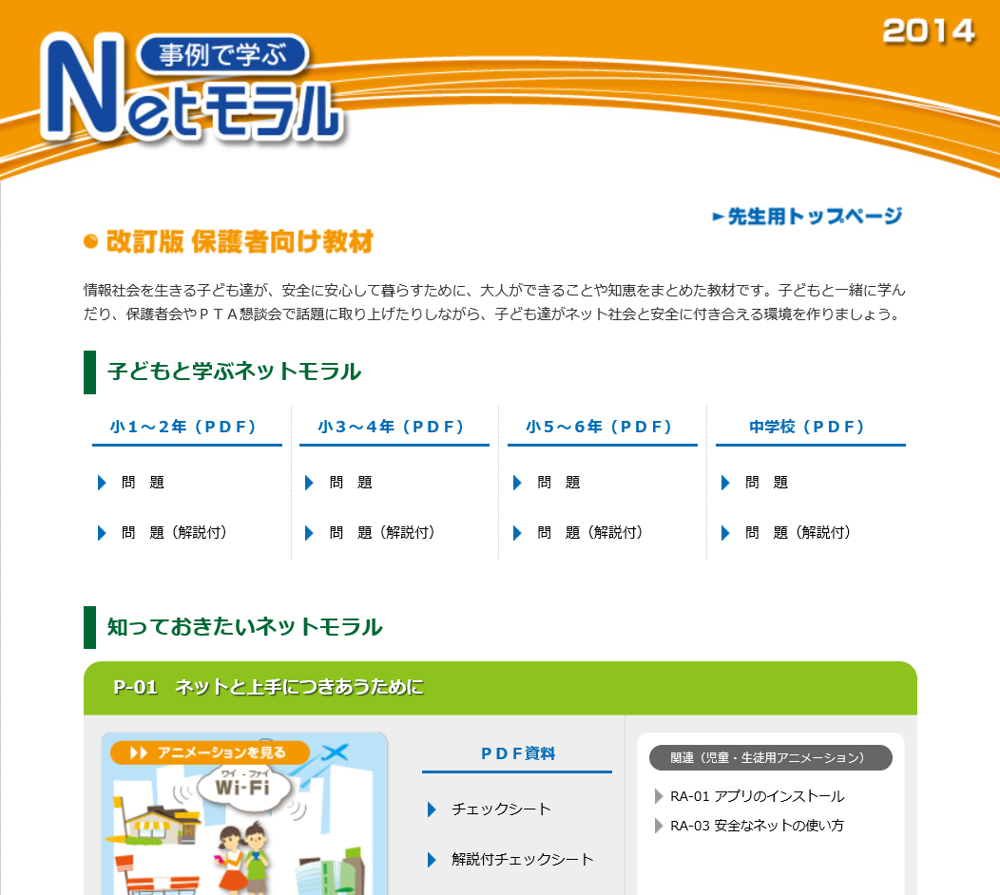 2014
事例で学ぶ
Netモラル
先生用トップページ
改訂版 保護者向け教材
情報社会を生きる子ども達が、安全に安心して暮らすために、大人ができることや知恵をまとめた教材です。子どもと一緒に学ん
だり、保護者会やＰＴＡ懇談会で話題に取り上げたりしながら、子ども達がネット社会と安全に付き合える環境を作りましょう。
子どもと学ぶネットモラル
小１～２年（ＰＤＦ） 小３～４年（ＰＤＦ） 小５～６年（ＰＤＦ） 中学校（ＰＤＦ）
問　題 問　題 問　題 問　題
問　題（解説付） 問　題（解説付） 問　題（解説付） 問　題（解説付）
知っておきたいネットモラル
P-01　ネットと上手につきあうために
アニメーションを見る
ワイ - ファイ
Wi-Fi
ＰＤＦ資料
チェックシート
解説付チェックシート
関連（児童・生徒用アニメーション）
RA-01 アプリのインストール
RA-03 安全なネットの使い方